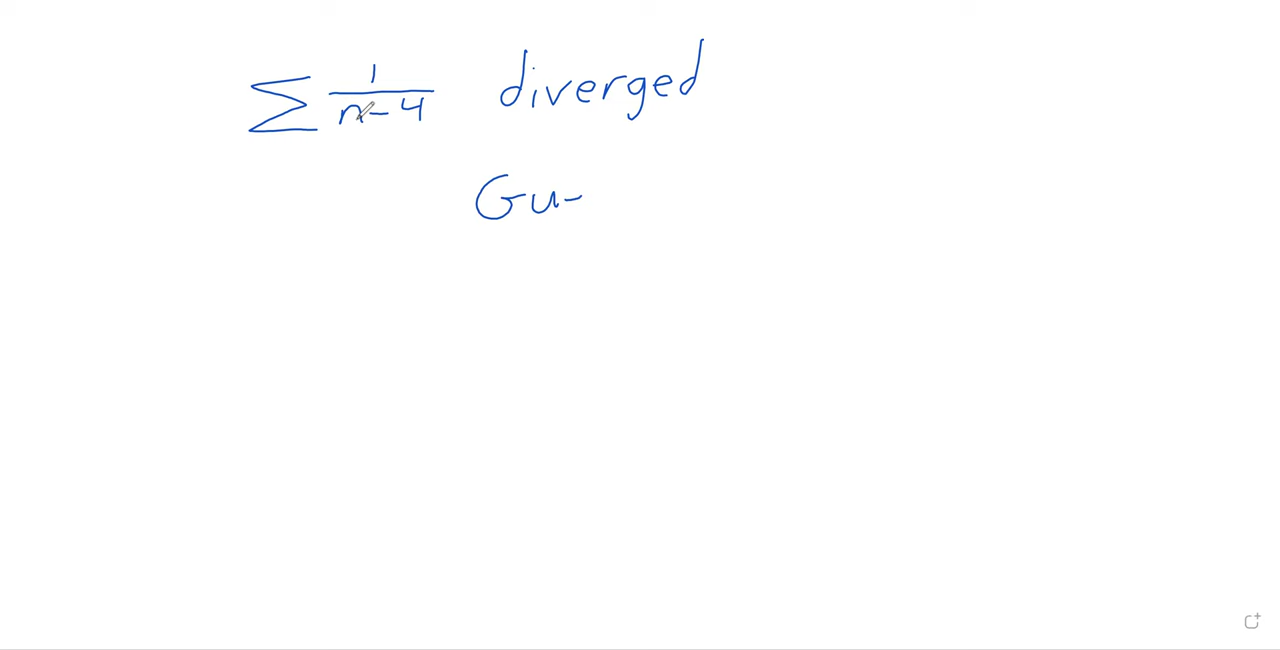 ∑ 1/(n-4) diverged
Gu-